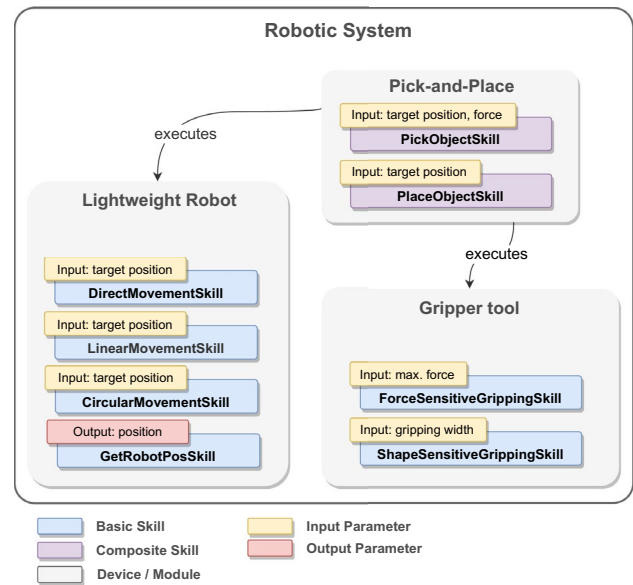 Robotic System
Pick-and-Place
Input: target position, force
PickObjectSkill
Input: target position
PlaceObjectSkill
executes
executes
Lightweight Robot
Input: target position
DirectMovementSkill
Input: target position
LinearMovementSkill
Input: target position
CircularMovementSkill
Output: position
GetRobotPosSkill
Gripper tool
Input: max. force
ForceSensitiveGrippingSkill
Input: gripping width
ShapeSensitiveGrippingSkill
Basic Skill
Composite Skill
Device / Module
Input Parameter
Output Parameter